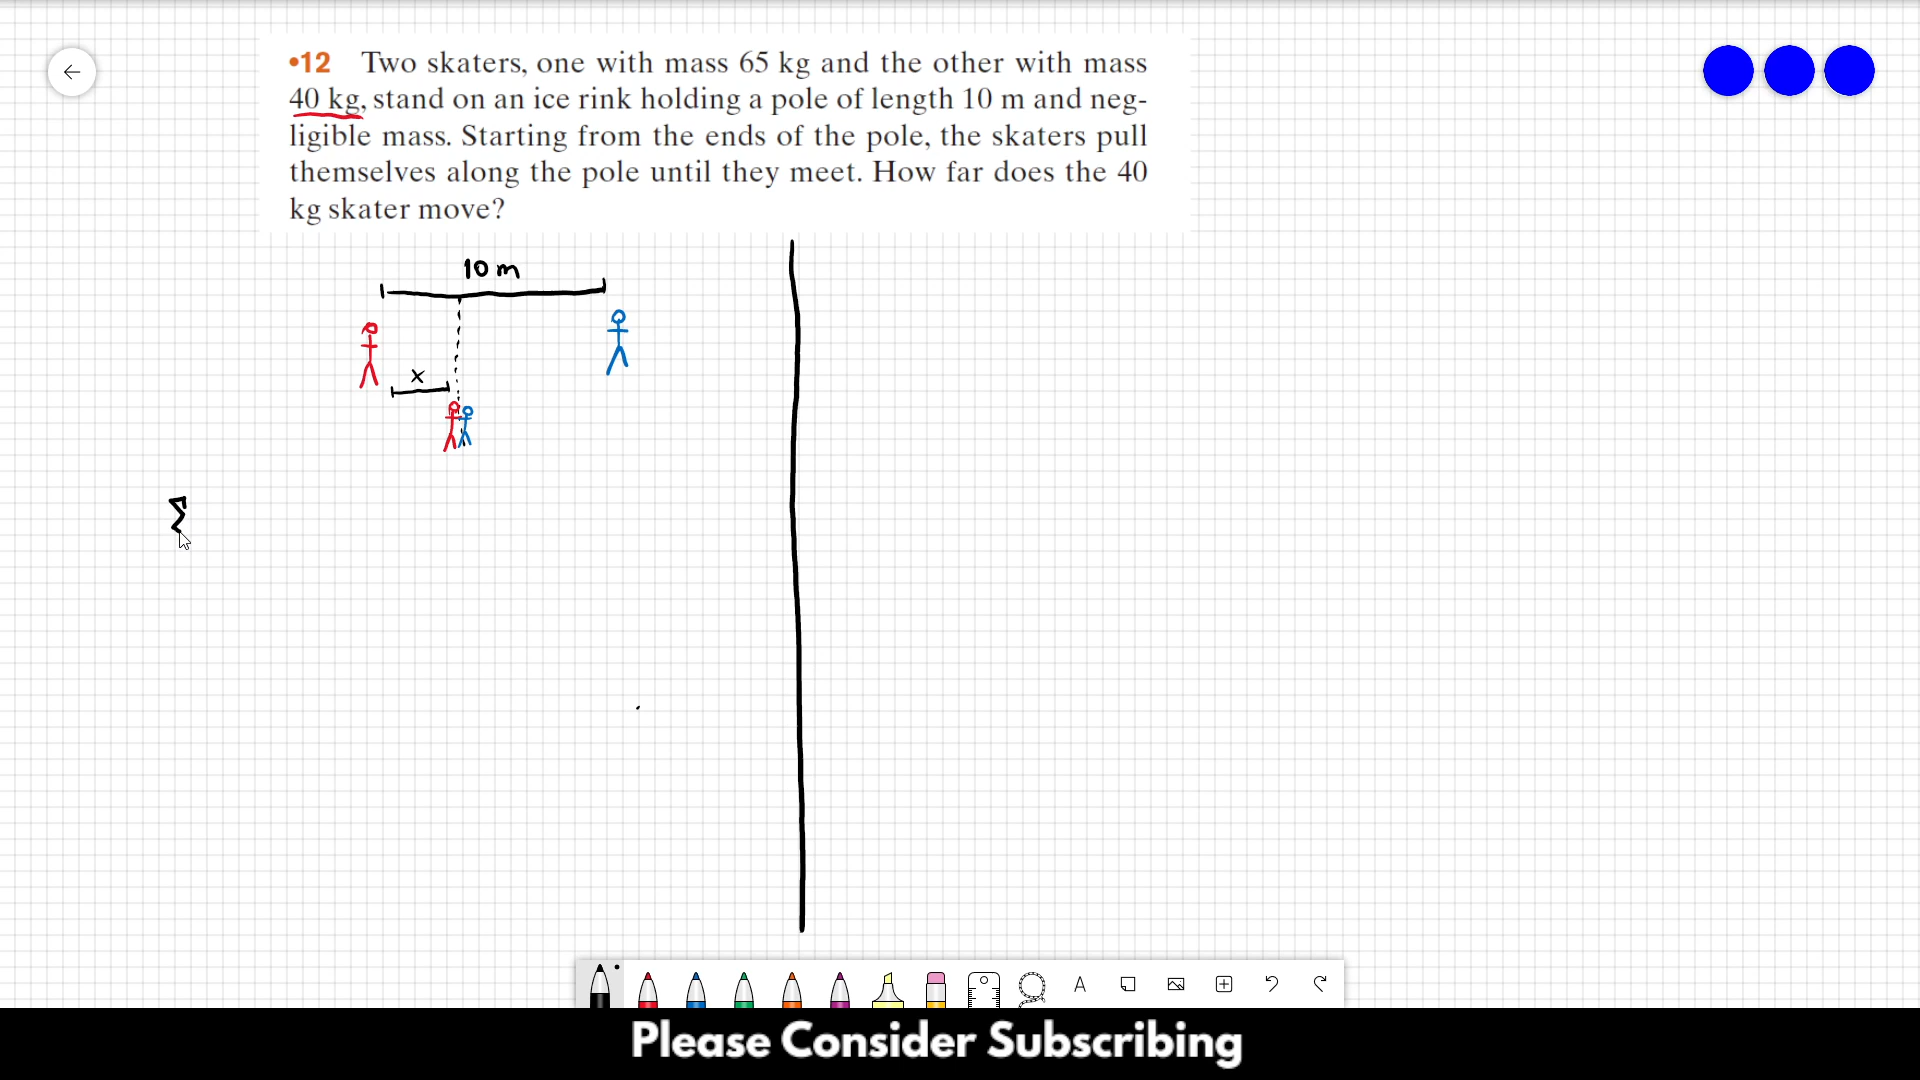 •12 Two skaters, one with mass 65 kg and the other with mass
40 kg, stand on an ice rink holding a pole of length 10 m and neg-
ligible mass. Starting from the ends of the pole, the skaters pull
themselves along the pole until they meet. How far does the 40
kg skater move?
10 m
x
Σ
A
Please Consider Subscribing